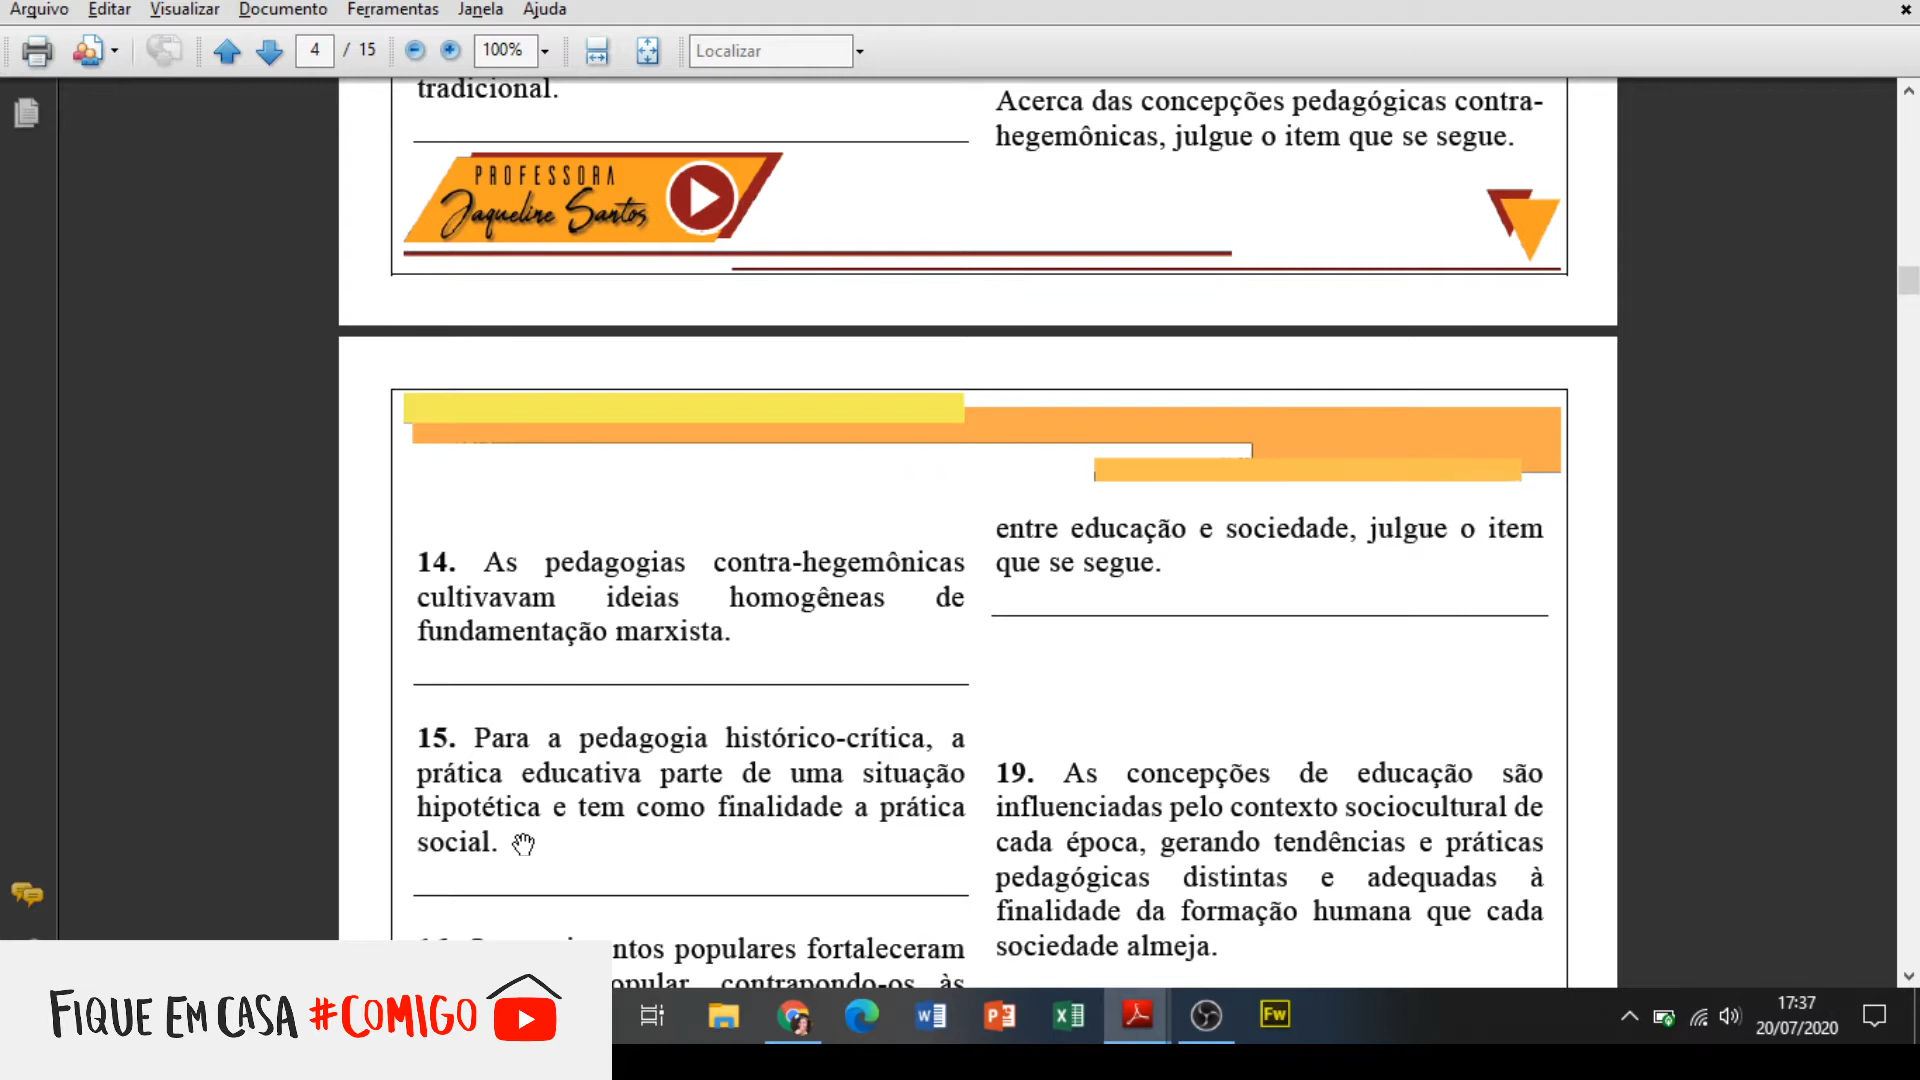 Arquivo Editar Visualizar Documento Ferramentas Janela Ajuda
4 / 15 100% Localizar
tradicional.
PROFESSORA
Jaqueline Santos
Acerca das concepções pedagógicas contra-
hegemônicas, julgue o item que se segue.
14. As pedagogias contra-hegemônicas
cultivavam ideias homogêneas de
fundamentação marxista.
15. Para a pedagogia histórico-crítica, a
prática educativa parte de uma situação
hipotética e tem como finalidade a prática
social.
populares fortaleceram
contrapondo-os às
entre educação e sociedade, julgue o item
que se segue.
19. As concepções de educação são
influenciadas pelo contexto sociocultural de
cada época, gerando tendências e práticas
pedagógicas distintas e adequadas à
finalidade da formação humana que cada
sociedade almeja.
FIQUE EM CASA #COMIGO
Fw
17:37
20/07/2020